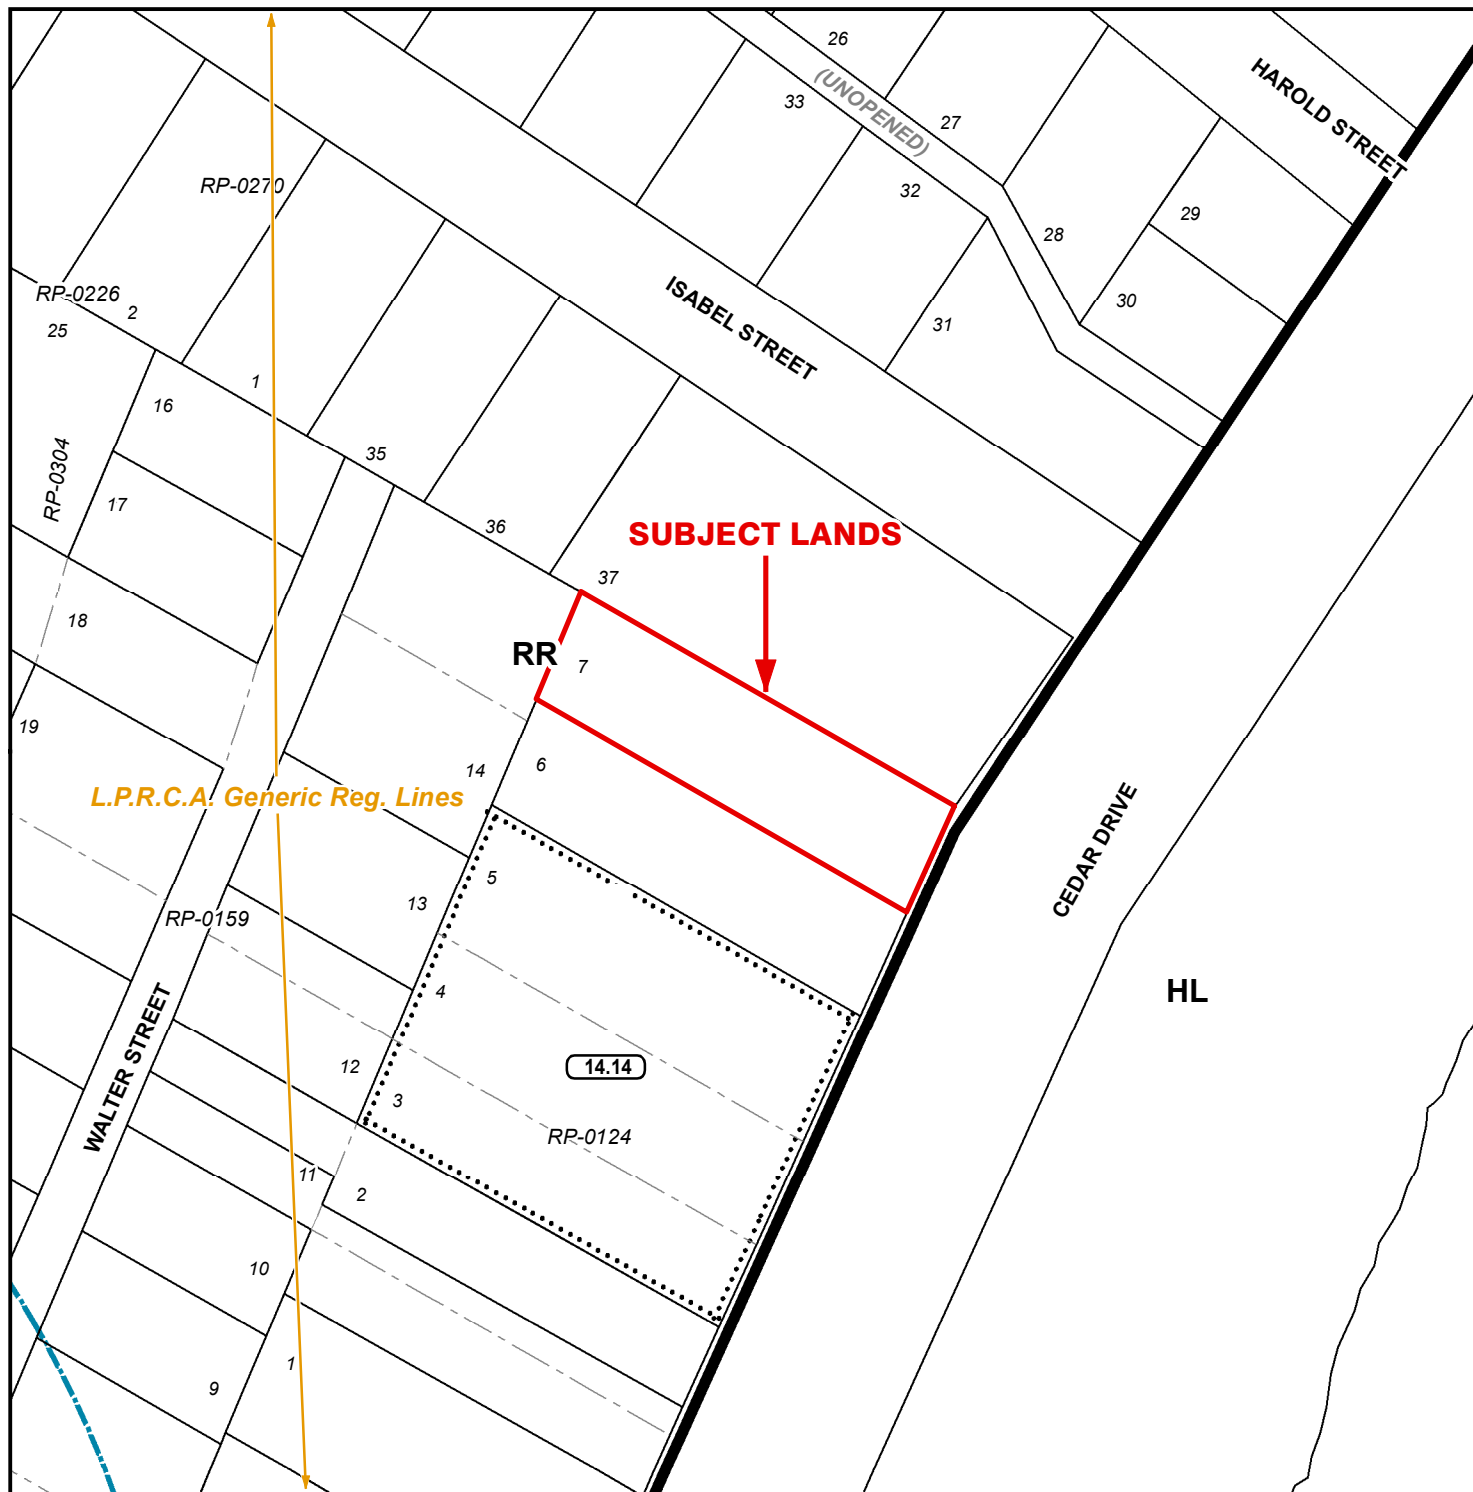 26
HAROLD STREET
(UNOPENED)
33
27
RP-0270
32
29
28
RP-0226
2
ISABEL STREET
30
25
31
1
16
35
RP-0304
17
36
SUBJECT LANDS
37
18
RR
7
19
14
6
L.P.R.C.A. Generic Reg. Lines
CEDAR DRIVE
5
13
RP-0159
4
HL
WALTER STREET
12
14.14
3
RP-0124
11
2
10
1
9